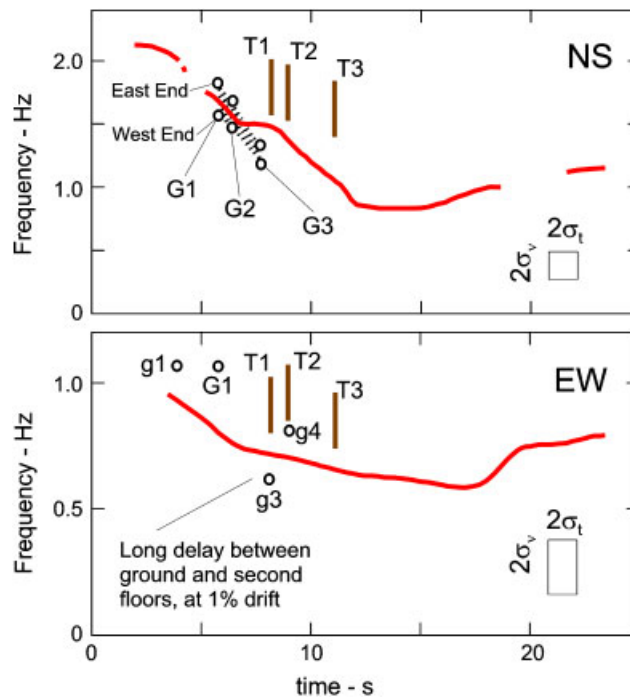 T1
T2
T3
NS
2.0
East End
West End
G1
G2
G3
1.0
0
Frequency - Hz
2σt
2σv
g1
G1
T1
T2
T3
EW
1.0
g4
g3
0.5
Long delay between
ground and second
floors, at 1% drift
2σt
2σv
0
Frequency - Hz
0
10
20
time - s